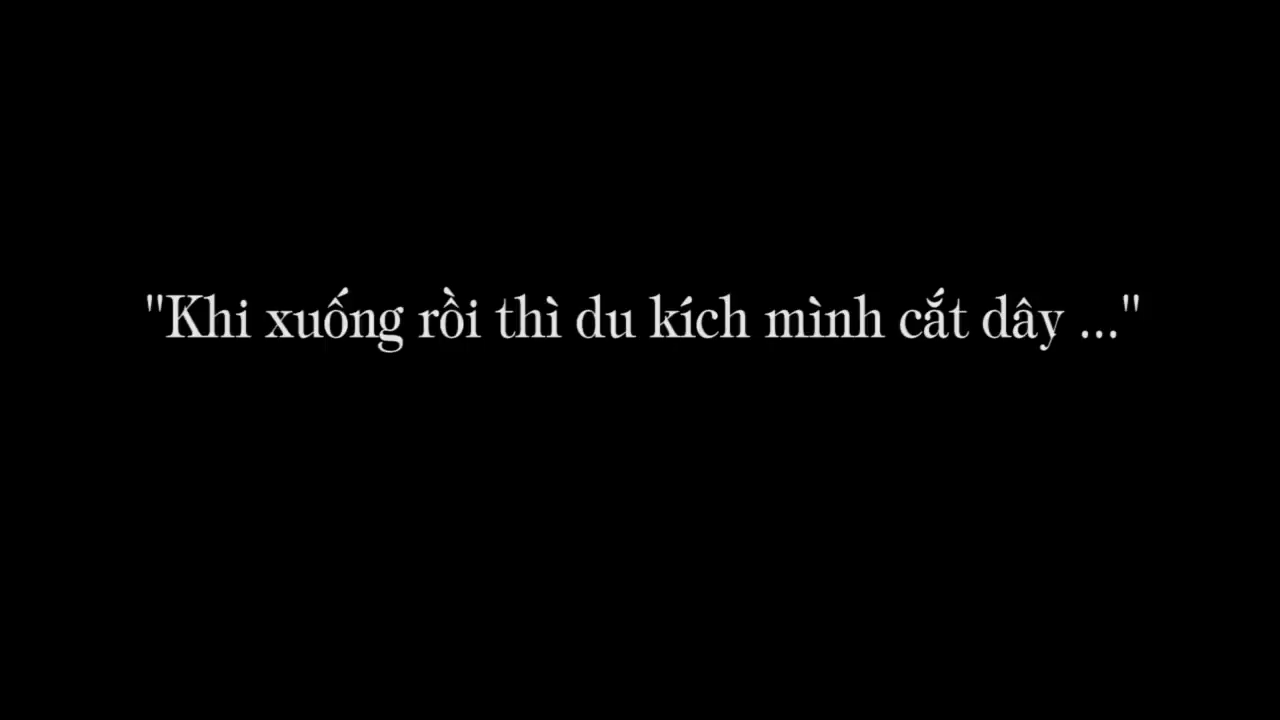 "Khi xuống rồi thì du kích mình cắt dây ..."